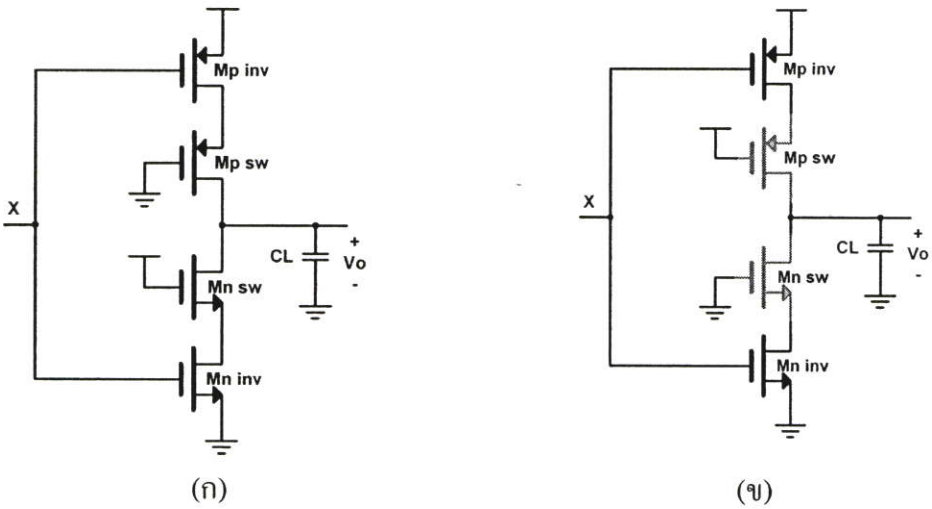 Mp inv
Mp sw
X
CL
+
Vo
-
Mn sw
Mn inv
(ก)
Mp inv
Mp sw
X
CL
+
Vo
-
Mn sw
Mn inv
(ข)